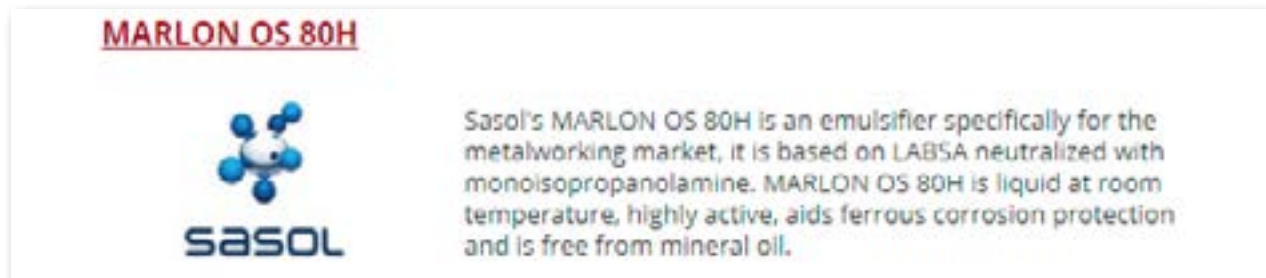 MARLON OS 80H
Sasol's MARLON OS 80H is an emulsifier specifically for the
metalworking market, it is based on LABSA neutralized with
monoisopropanolamine. MARLON OS 80H is liquid at room
temperature, highly active, aids ferrous corrosion protection
and is free from mineral oil.
sasol